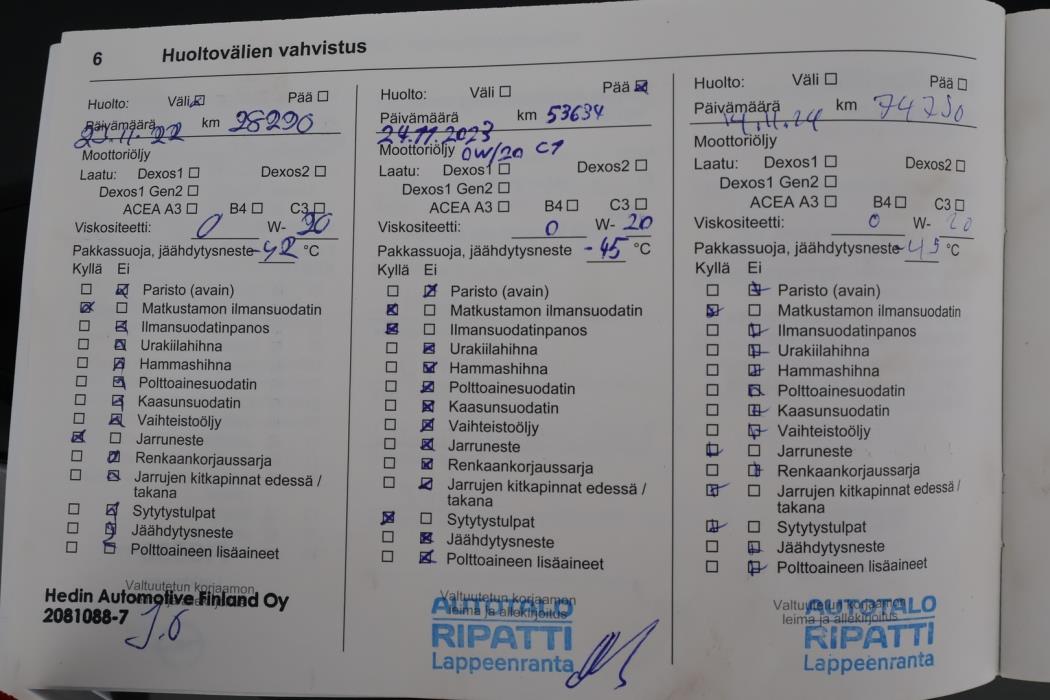 6 Huoltovälien vahvistus
Huolto: Väli ☒ Pää ☐
Päivämäärä km 28290
22
Moottoriöljy
Laatu: Dexos1 ☐ Dexos2 ☐
Dexos1 Gen2 ☐
ACEA A3 ☐ B4 ☐ C3 ☐
Viskositeetti: 0 W-
Pakkassuoja, jäähdytysneste -42 °C
Kyllä Ei
☐ ☒ Paristo (avain)
☒ ☐ Matkustamon ilmansuodatin
☐ ☒ Ilmansuodatinpanos
☐ ☒ Urakiilahihna
☐ ☒ Hammashihna
☐ ☒ Polttoainesuodatin
☐ ☒ Kaasunsuodatin
☐ ☒ Vaihteistoöljy
☒ ☐ Jarruneste
☐ ☒ Renkaankorjaussarja
☐ ☒ Jarrujen kitkapinnat edessä /
takana
☐ ☒ Sytytystulpat
☐ ☒ Jäähdytysneste
☐ ☒ Polttoaineen lisäaineet
Valtuutetun korjaamon
Hedin Automotive Finland Oy
2081088-7
Huolto: Väli ☐ Pää ☒
Päivämäärä km 53634
24.11.2023
Moottoriöljy 0W/20 C1
Laatu: Dexos1 ☐ Dexos2 ☐
Dexos1 Gen2 ☐
ACEA A3 ☐ B4 ☐ C3 ☐
Viskositeetti: 0 W- 20
Pakkassuoja, jäähdytysneste -45 °C
Kyllä Ei
☐ ☒ Paristo (avain)
☒ ☐ Matkustamon ilmansuodatin
☒ ☐ Ilmansuodatinpanos
☐ ☒ Urakiilahihna
☐ ☒ Hammashihna
☐ ☒ Polttoainesuodatin
☐ ☒ Kaasunsuodatin
☐ ☒ Vaihteistoöljy
☐ ☒ Jarruneste
☐ ☒ Renkaankorjaussarja
☐ ☒ Jarrujen kitkapinnat edessä /
takana
☒ ☐ Sytytystulpat
☐ ☒ Jäähdytysneste
☐ ☒ Polttoaineen lisäaineet
Valtuutetun korjaamon
leima ja allekirjoitus
AUTOTALO
RIPATTI
Lappeenranta
Huolto: Väli ☐ Pää ☐
Päivämäärä km 74730
14.11.24
Moottoriöljy
Laatu: Dexos1 ☐ Dexos2 ☐
Dexos1 Gen2 ☐
ACEA A3 ☐ B4 ☐ C3 ☐
Viskositeetti: 0 W- 20
Pakkassuoja, jäähdytysneste -45 °C
Kyllä Ei
☐ ☒ Paristo (avain)
☒ ☐ Matkustamon ilmansuodatin
☐ ☒ Ilmansuodatinpanos
☐ ☒ Urakiilahihna
☐ ☒ Hammashihna
☐ ☒ Polttoainesuodatin
☐ ☒ Kaasunsuodatin
☐ ☒ Vaihteistoöljy
☒ ☐ Jarruneste
☐ ☒ Renkaankorjaussarja
☒ ☐ Jarrujen kitkapinnat edessä /
takana
☒ ☐ Sytytystulpat
☐ ☒ Jäähdytysneste
☐ ☒ Polttoaineen lisäaineet
Valtuutetun korjaamon
leima ja allekirjoitus
AUTOTALO
RIPATTI
Lappeenranta